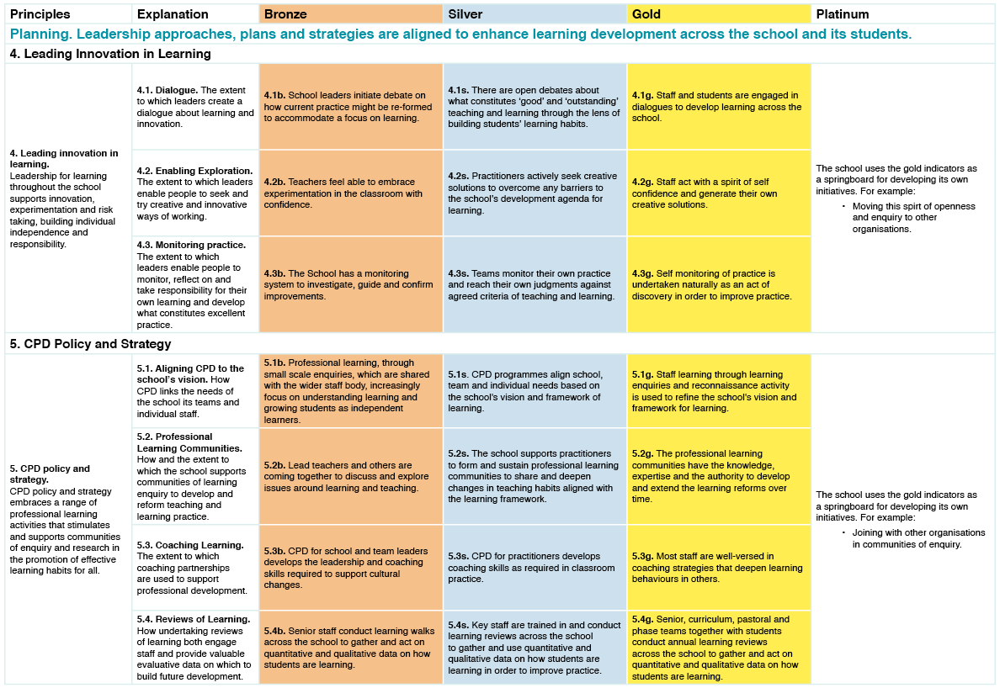 Principles Explanation Bronze Silver Gold Platinum
Planning. Leadership approaches, plans and strategies are aligned to enhance learning development across the school and its students.
4. Leading Innovation in Learning
4. Leading innovation in
learning.
Leadership for learning
throughout the school
supports innovation,
experimentation and risk
taking, building individual
independence and
responsibility.
4.1. Dialogue. The extent
to which leaders create a
dialogue about learning and
innovation.
4.1b. School leaders initiate debate on
how current practice might be re-formed
to accommodate a focus on learning.
4.1s. There are open debates about
what constitutes ‘good’ and ‘outstanding’
teaching and learning through the lens of
building students’ learning habits.
4.1g. Staff and students are engaged in
dialogues to develop learning across the
school.
4.2. Enabling Exploration.
The extent to which leaders
enable people to seek and
try creative and innovative
ways of working.
4.2b. Teachers feel able to embrace
experimentation in the classroom with
confidence.
4.2s. Practitioners actively seek creative
solutions to overcome any barriers to
the school’s development agenda for
learning.
4.2g. Staff act with a spirit of self
confidence and generate their own
creative solutions.
4.3. Monitoring practice.
The extent to which
leaders enable people to
monitor, reflect on and
take responsibility for their
own learning and develop
what constitutes excellent
practice.
4.3b. The School has a monitoring
system to investigate, guide and confirm
improvements.
4.3s. Teams monitor their own practice
and reach their own judgments against
agreed criteria of teaching and learning.
4.3g. Self monitoring of practice is
undertaken naturally as an act of
discovery in order to improve practice.
The school uses the gold indicators as
a springboard for developing its own
initiatives. For example:
• Moving this spirt of openness
and enquiry to other
organisations.
5. CPD Policy and Strategy
5. CPD policy and
strategy.
CPD policy and strategy
embraces a range of
professional learning
activities that stimulates
and supports communities
of enquiry and research in
the promotion of effective
learning habits for all.
5.1. Aligning CPD to the
school’s vision. How
CPD links the needs of
the school its teams and
individual staff.
5.1b. Professional learning, through
small scale enquiries, which are shared
with the wider staff body, increasingly
focus on understanding learning and
growing students as independent
learners.
5.1s. CPD programmes align school,
team and individual needs based on
the school’s vision and framework of
learning.
5.1g. Staff learning through learning
enquiries and reconnaissance activity
is used to refine the school’s vision and
framework for learning.
5.2. Professional
Learning Communities.
How and the extent to
which the school supports
communities of learning
enquiry to develop and
reform teaching and
learning practice.
5.2b. Lead teachers and others are
coming together to discuss and explore
issues around learning and teaching.
5.2s. The school supports practitioners
to form and sustain professional learning
communities to share and deepen
changes in teaching habits aligned with
the learning framework.
5.2g. The professional learning
communities have the knowledge,
expertise and the authority to develop
and extend the learning reforms over
time.
5.3. Coaching Learning.
The extent to which
coaching partnerships
are used to support
professional development.
5.3b. CPD for school and team leaders
develops the leadership and coaching
skills required to support cultural
changes.
5.3s. CPD for practitioners develops
coaching skills as required in classroom
practice.
5.3g. Most staff are well-versed in
coaching strategies that deepen learning
behaviours in others.
5.4. Reviews of Learning.
How undertaking reviews
of learning both engage
staff and provide valuable
evaluative data on which to
build future development.
5.4b. Senior staff conduct learning walks
across the school to gather and act on
quantitative and qualitative data on how
students are learning.
5.4s. Key staff are trained in and conduct
learning reviews across the school
to gather and use quantitative and
qualitative data on how students are
learning in order to improve practice.
5.4g. Senior, curriculum, pastoral and
phase teams together with students
conduct annual learning reviews
across the school to gather and act on
quantitative and qualitative data on how
students are learning.
The school uses the gold indicators as
a springboard for developing its own
initiatives. For example:
• Joining with other organisations
in communities of enquiry.